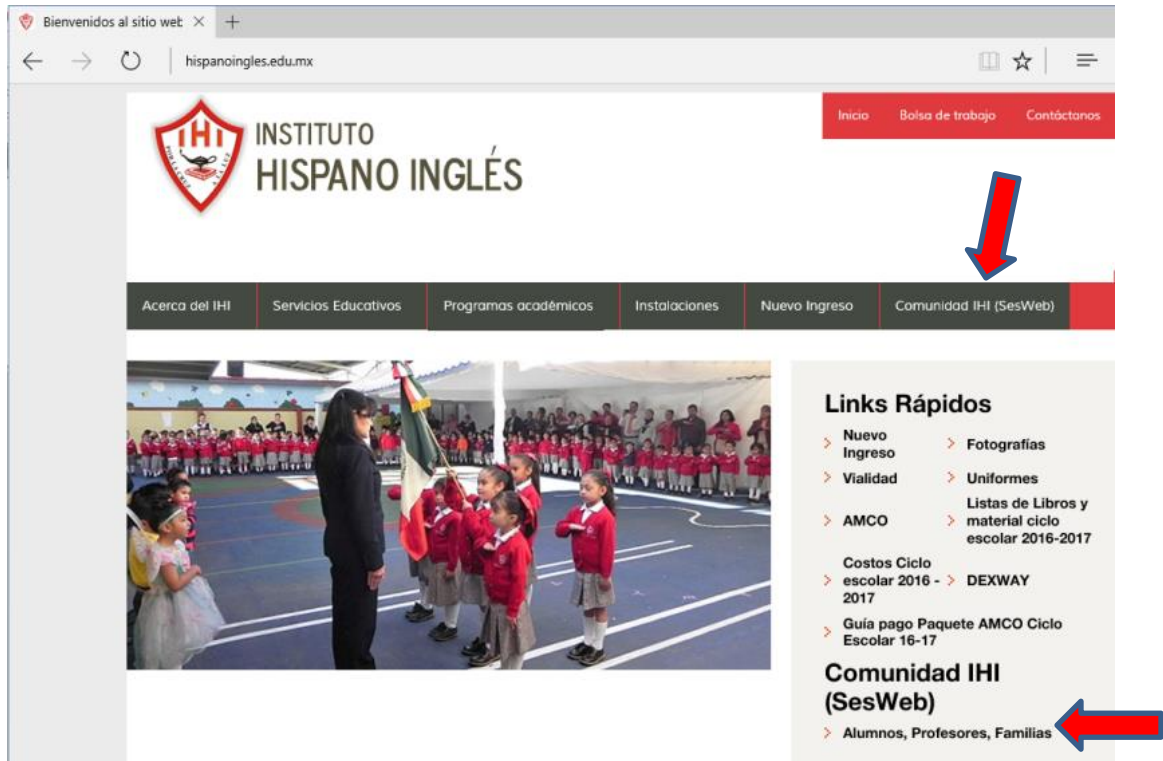 Bienvenidos al sitio web
hispanoingles.edu.mx
IHI
INSTITUTO
HISPANO INGLÉS
Inicio Bolsa de trabajo Contáctanos
Acerca del IHI Servicios Educativos Programas académicos Instalaciones Nuevo Ingreso Comunidad IHI (SesWeb)
Links Rápidos
Nuevo
Ingreso
Fotografías
Vialidad
Uniformes
AMCO
Listas de Libros y
material ciclo
escolar 2016-2017
Costos Ciclo
escolar 2016 -
2017
DEXWAY
Guía pago Paquete AMCO Ciclo
Escolar 16-17
Comunidad IHI
(SesWeb)
Alumnos, Profesores, Familias